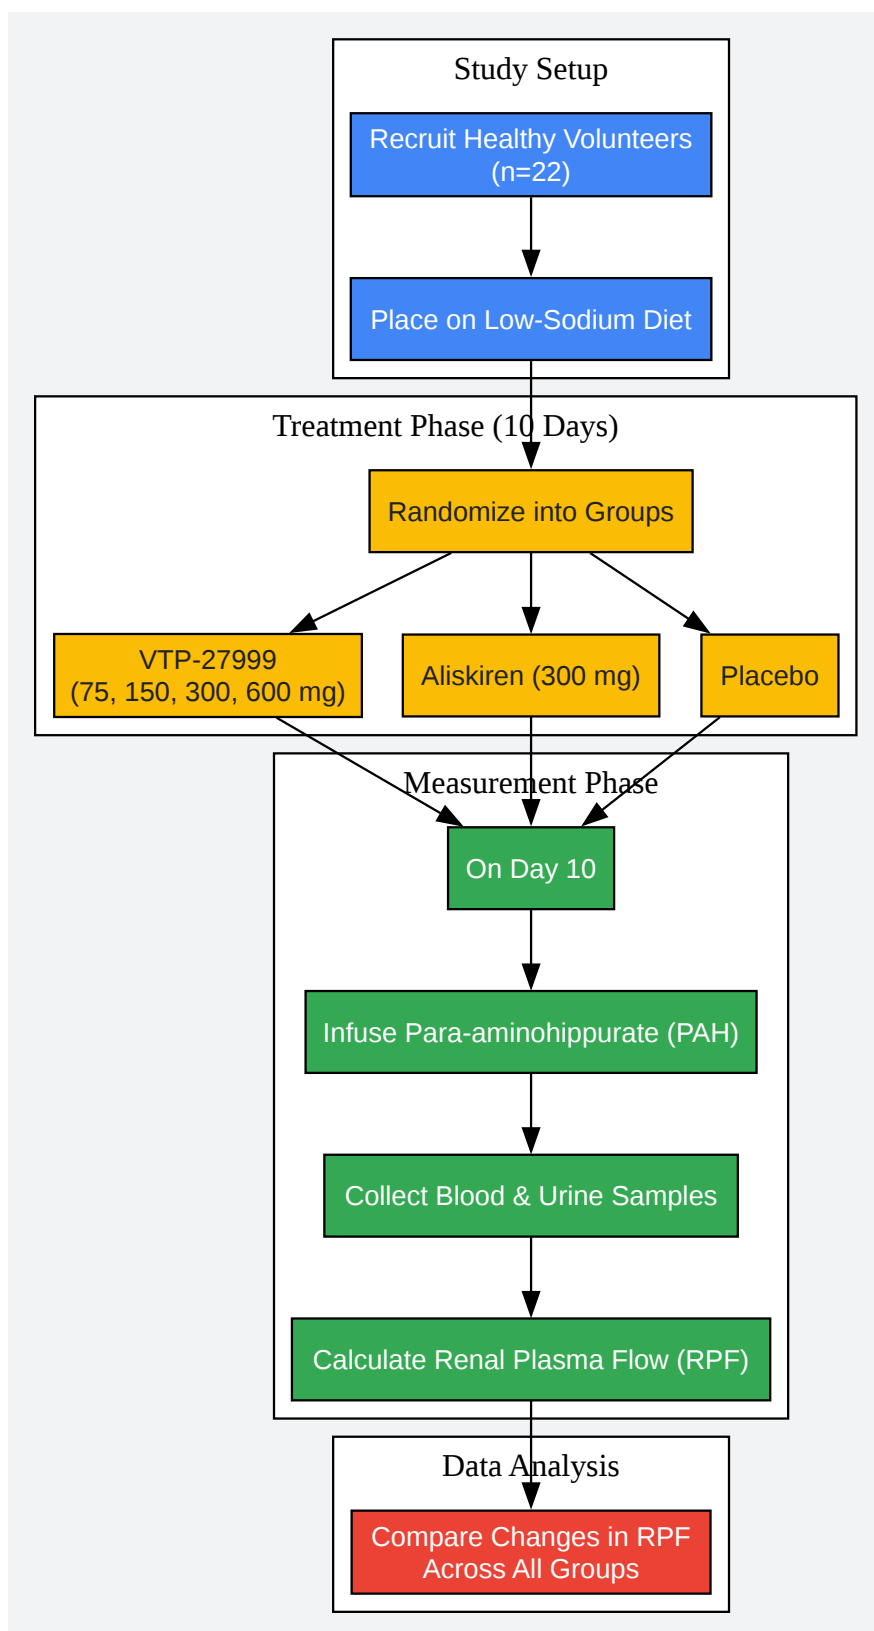 Study Setup
Recruit Healthy Volunteers
(n=22)
Place on Low-Sodium Diet
Treatment Phase (10 Days)
Randomize into Groups
VTP-27999
(75, 150, 300, 600 mg)
Aliskiren (300 mg)
Placebo
Measurement Phase
On Day 10
Infuse Para-aminohippurate (PAH)
Collect Blood & Urine Samples
Calculate Renal Plasma Flow (RPF)
Data Analysis
Compare Changes in RPF
Across All Groups